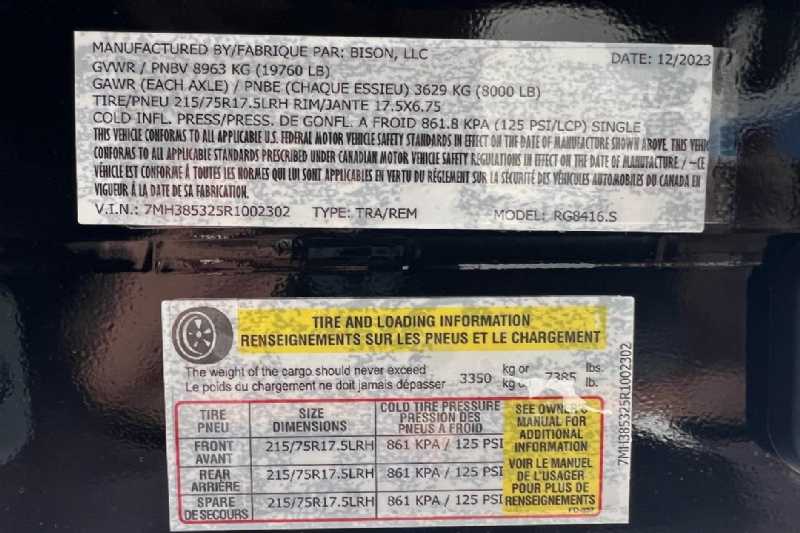 MANUFACTURED BY/FABRIQUE PAR: BISON, LLC
DATE: 12/2023
GVWR / PNBV 8963 KG (19760 LB)
GAWR (EACH AXLE) / PNBE (CHAQUE ESSIEU) 3629 KG (8000 LB)
TIRE/PNEU 215/75R17.5LRH RIM/JANTE 17.5X6.75
COLD INFL. PRESS/PRESS. DE GONFL. A FROID 861.8 KPA (125 PSI/LCP) SINGLE
THIS VEHICLE CONFORMS TO ALL APPLICABLE U.S. FEDERAL MOTOR VEHICLE SAFETY STANDARDS IN EFFECT ON THE DATE OF MANUFACTURE SHOWN ABOVE. THIS VEHIC
CONFORMS TO ALL APPLICABLE STANDARDS PRESCRIBED UNDER CANADIAN MOTOR VEHICLE SAFETY REGULATIONS IN EFFECT ON THE DATE OF MANUFACTURE / —CE
VÉHICLE EST CONFORME À TOUTES LES NORMES QUI LUI SONT APPLICABLES EN VERTU DU RÉGLEMENT SUR LA SÉCURITÉ DES VÉHICULES AUTOMOBILES DU CANADA EN
VIGUEUR À LA DATE DE SA FABRICATION.
V.I.N.: 7MH385325R1002302 TYPE: TRA/REM MODEL: RG8416.S
TIRE AND LOADING INFORMATION
RENSEIGNEMENTS SUR LES PNEUS ET LE CHARGEMENT
The weight of the cargo should never exceed 3350 kg or 7385 lbs.
Le poids du chargement ne doit jamais dépasser kg ou lb.
TIRE
PNEU
SIZE
DIMENSIONS
COLD TIRE PRESSURE
PRESSION DES
PNEUS A FROID
SEE OWNER'S
MANUAL FOR
ADDITIONAL
INFORMATION
VOIR LE MANUEL
DE L'USAGER
POUR PLUS DE
RENSEIGNEMENTS
FRONT
AVANT
215/75R17.5LRH
861 KPA / 125 PSI
REAR
ARRIÈRE
215/75R17.5LRH
861 KPA / 125 PSI
SPARE
DE SECOURS
215/75R17.5LRH
861 KPA / 125 PSI
7MH385325R1002302